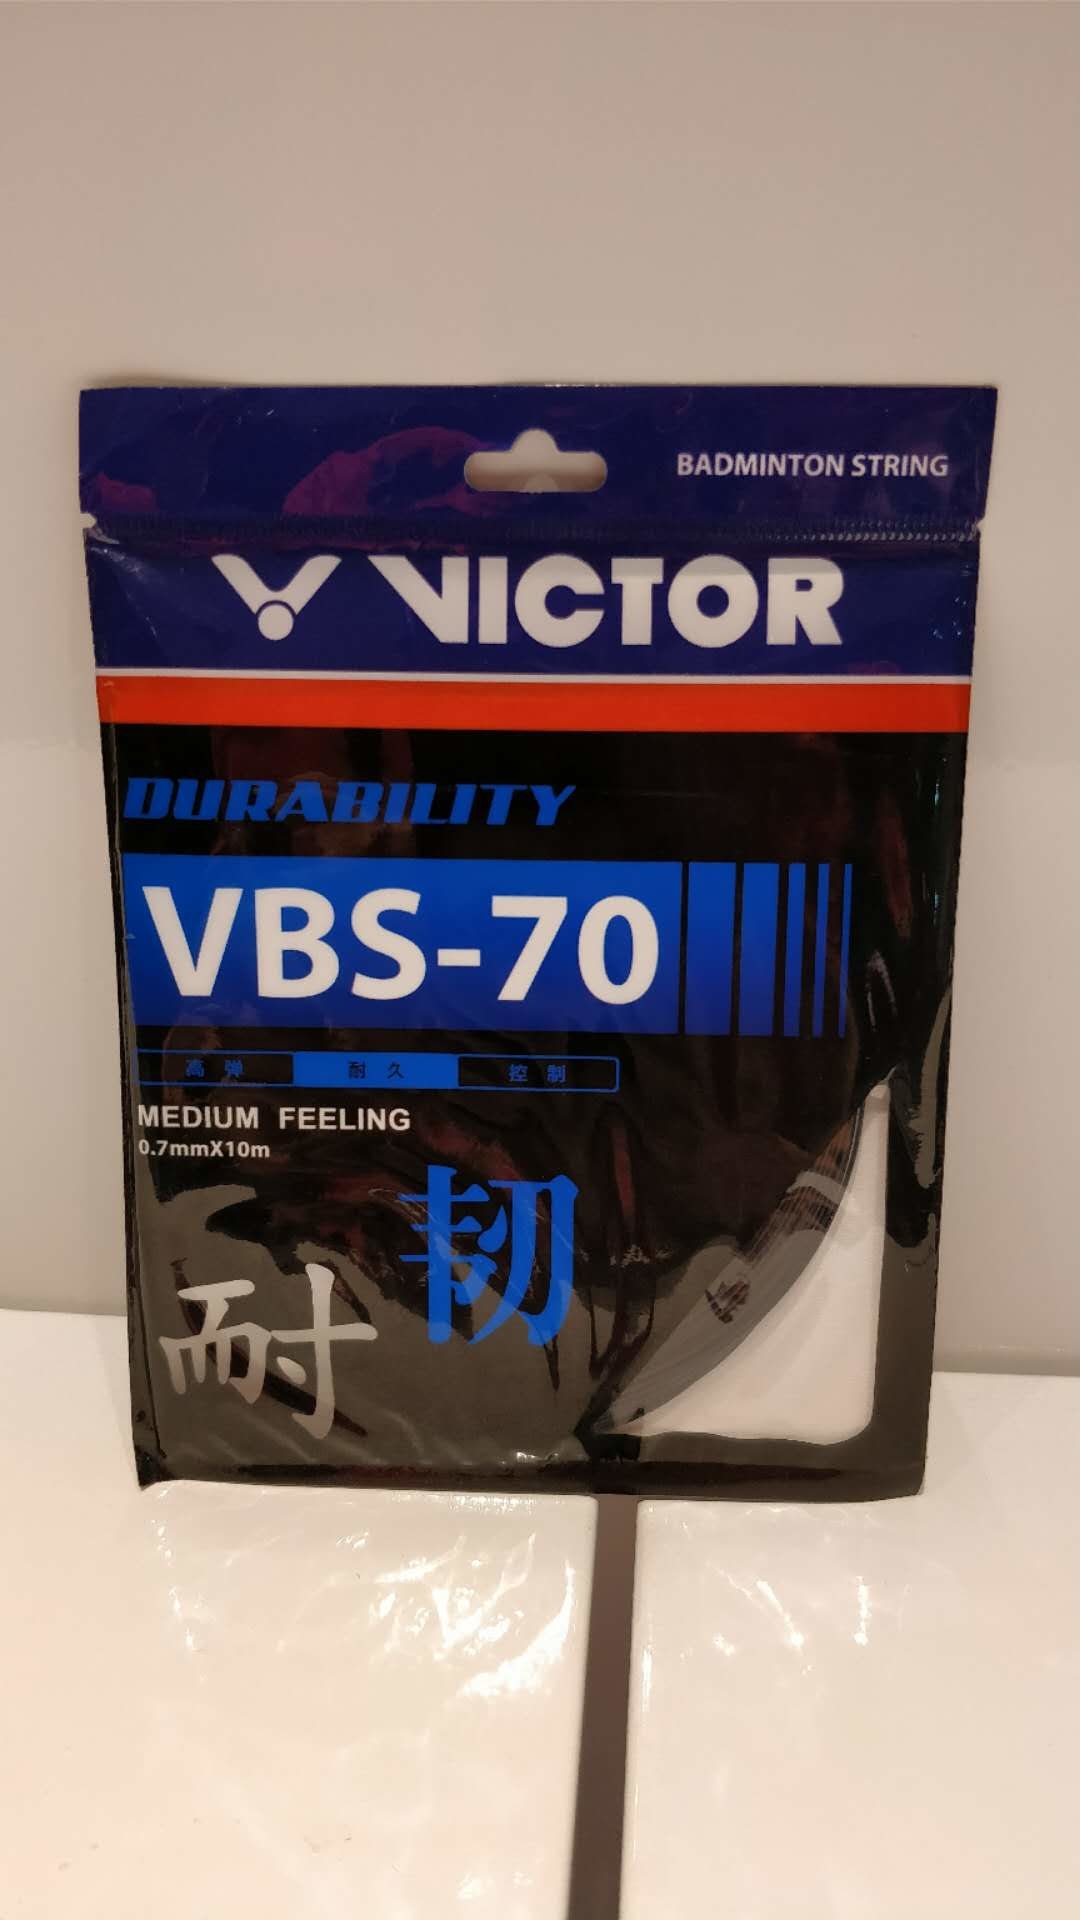 BADMINTON STRING
VICTOR
DURABILITY
VBS-70
高弹 耐久 控制
MEDIUM FEELING
0.7mmX10m
耐韧